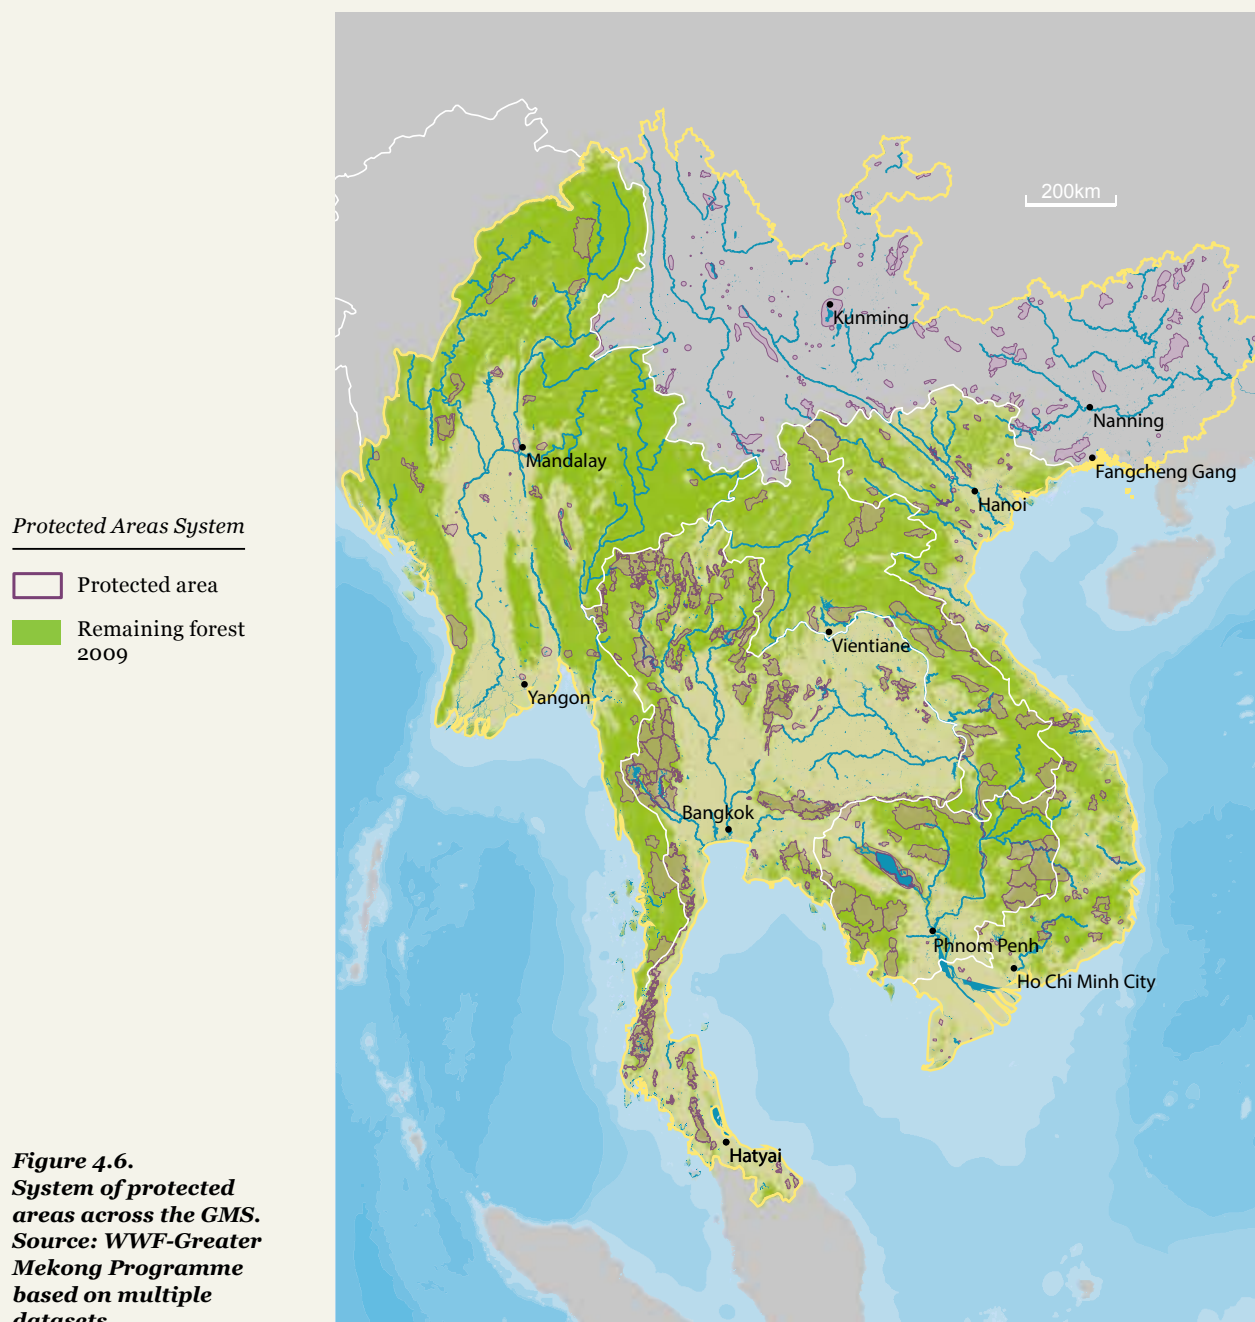 200km
Kunming
Nanning
Mandalay
Fangcheng Gang
Hanoi
Protected Areas System
Protected area
Remaining forest
2009
Vientiane
Yangon
Bangkok
Phnom Penh
Ho Chi Minh City
Hatyai
Figure 4.6.
System of protected
areas across the GMS.
Source: WWF-Greater
Mekong Programme
based on multiple
datasets